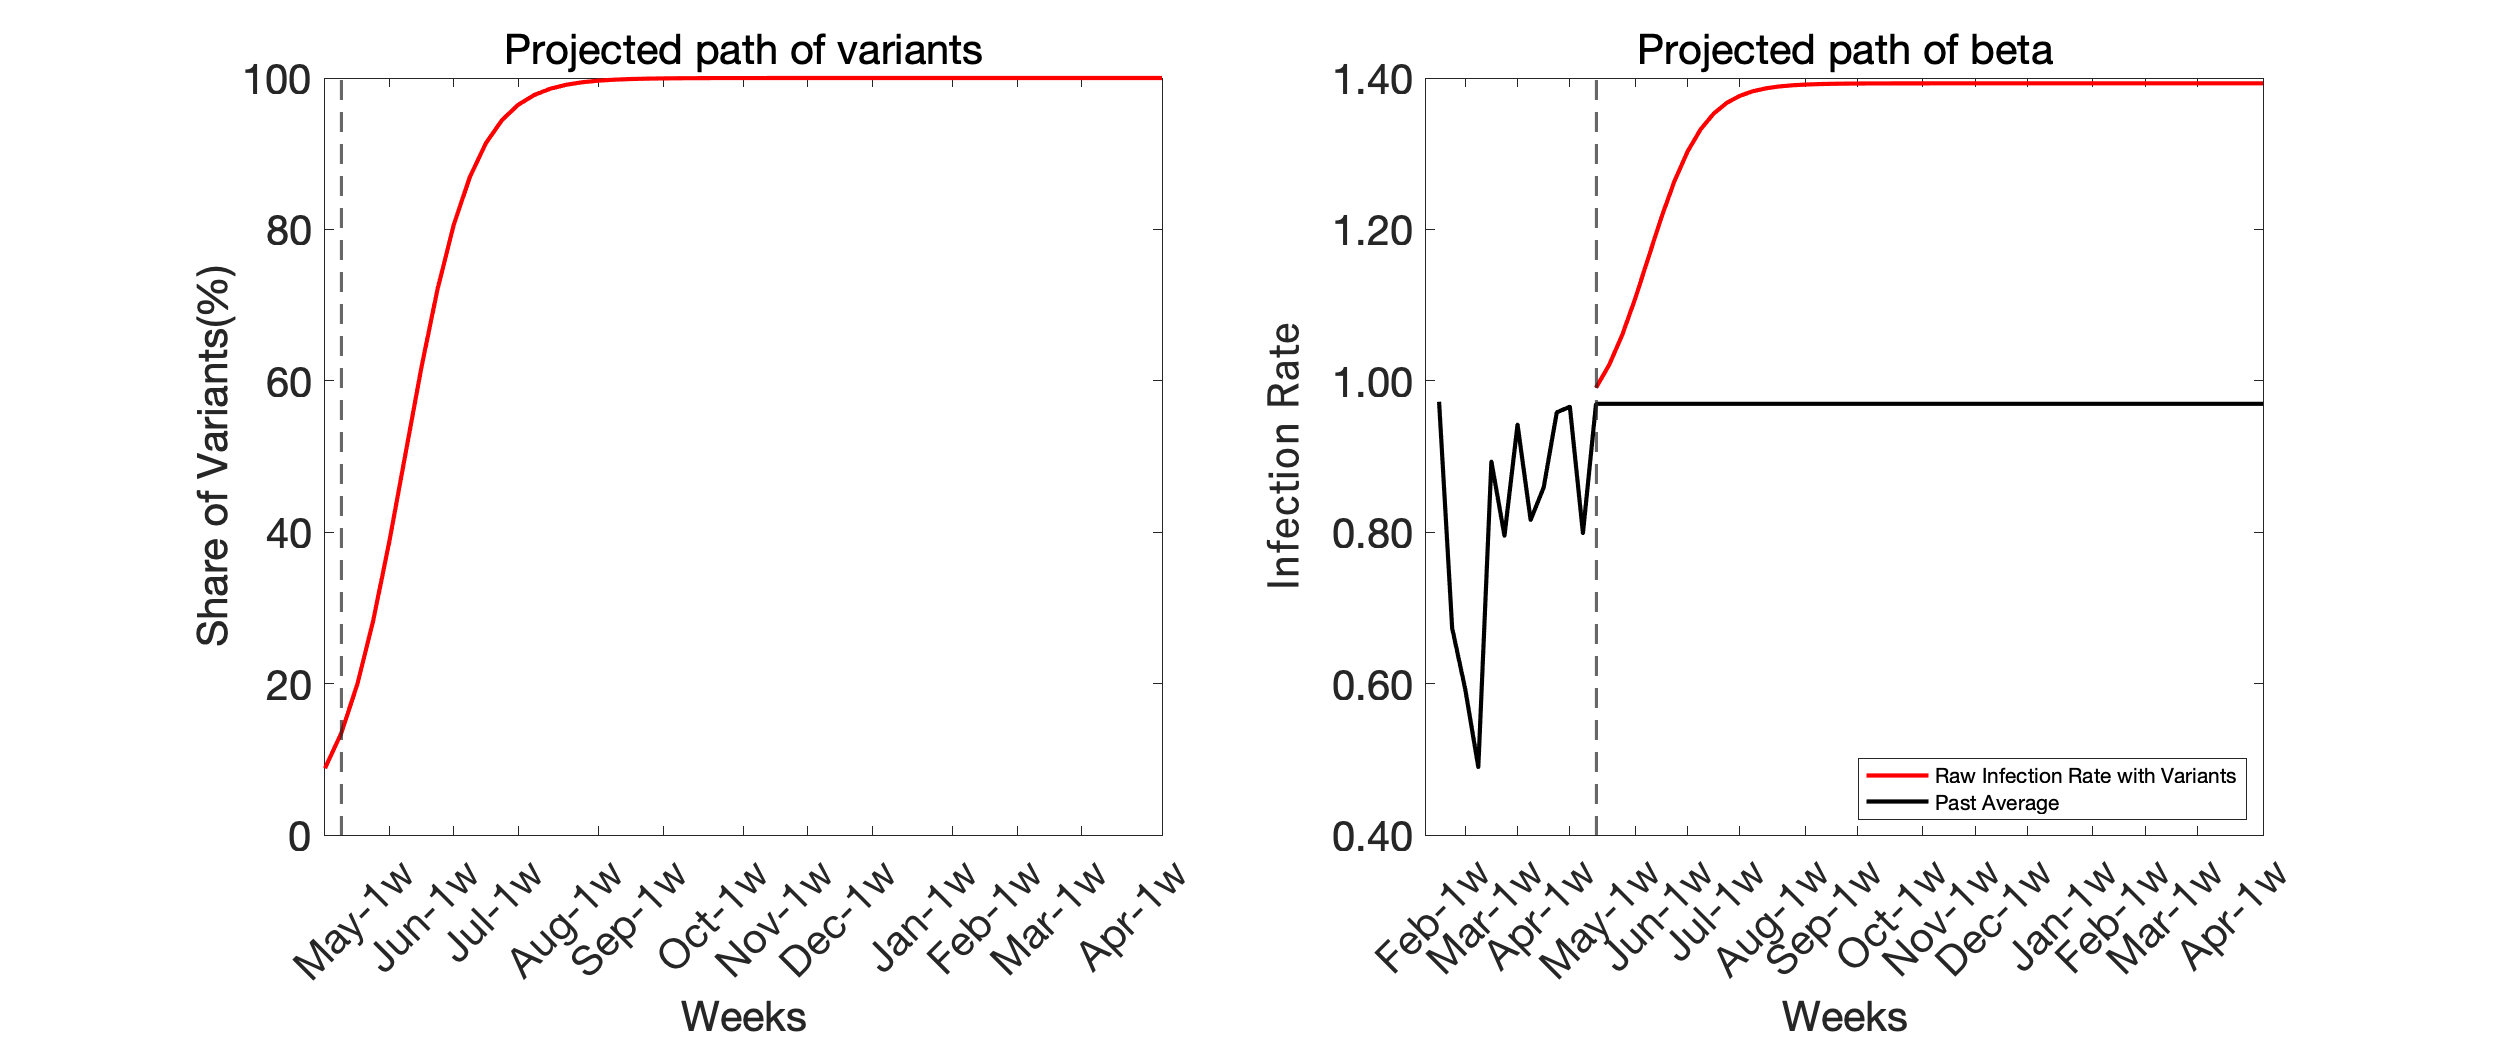 Projected path of variants
100
80
60
40
20
0
Share of Variants(%)
May-1w
Jun-1w
Jul-1w
Aug-1w
Sep-1w
Oct-1w
Nov-1w
Dec-1w
Jan-1w
Feb-1w
Mar-1w
Apr-1w
Weeks
Projected path of beta
1.40
1.20
1.00
0.80
0.60
0.40
Infection Rate
Raw Infection Rate with Variants
Past Average
Feb-1w
Mar-1w
Apr-1w
May-1w
Jun-1w
Jul-1w
Aug-1w
Sep-1w
Oct-1w
Nov-1w
Dec-1w
Jan-1w
Feb-1w
Mar-1w
Apr-1w
Weeks